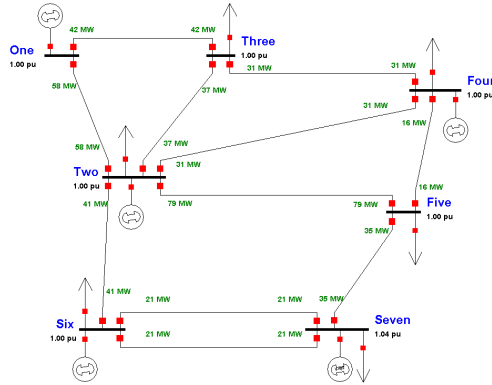 42 MW
42 MW
Three
One
1.00 pu
1.00 pu
31 MW
31 MW
Four
1.00 pu
58 MW
37 MW
31 MW
16 MW
58 MW
37 MW
31 MW
Two
1.00 pu
16 MW
41 MW
79 MW
79 MW
Five
1.00 pu
35 MW
41 MW
21 MW
21 MW
35 MW
Six
Seven
1.00 pu
21 MW
21 MW
1.04 pu